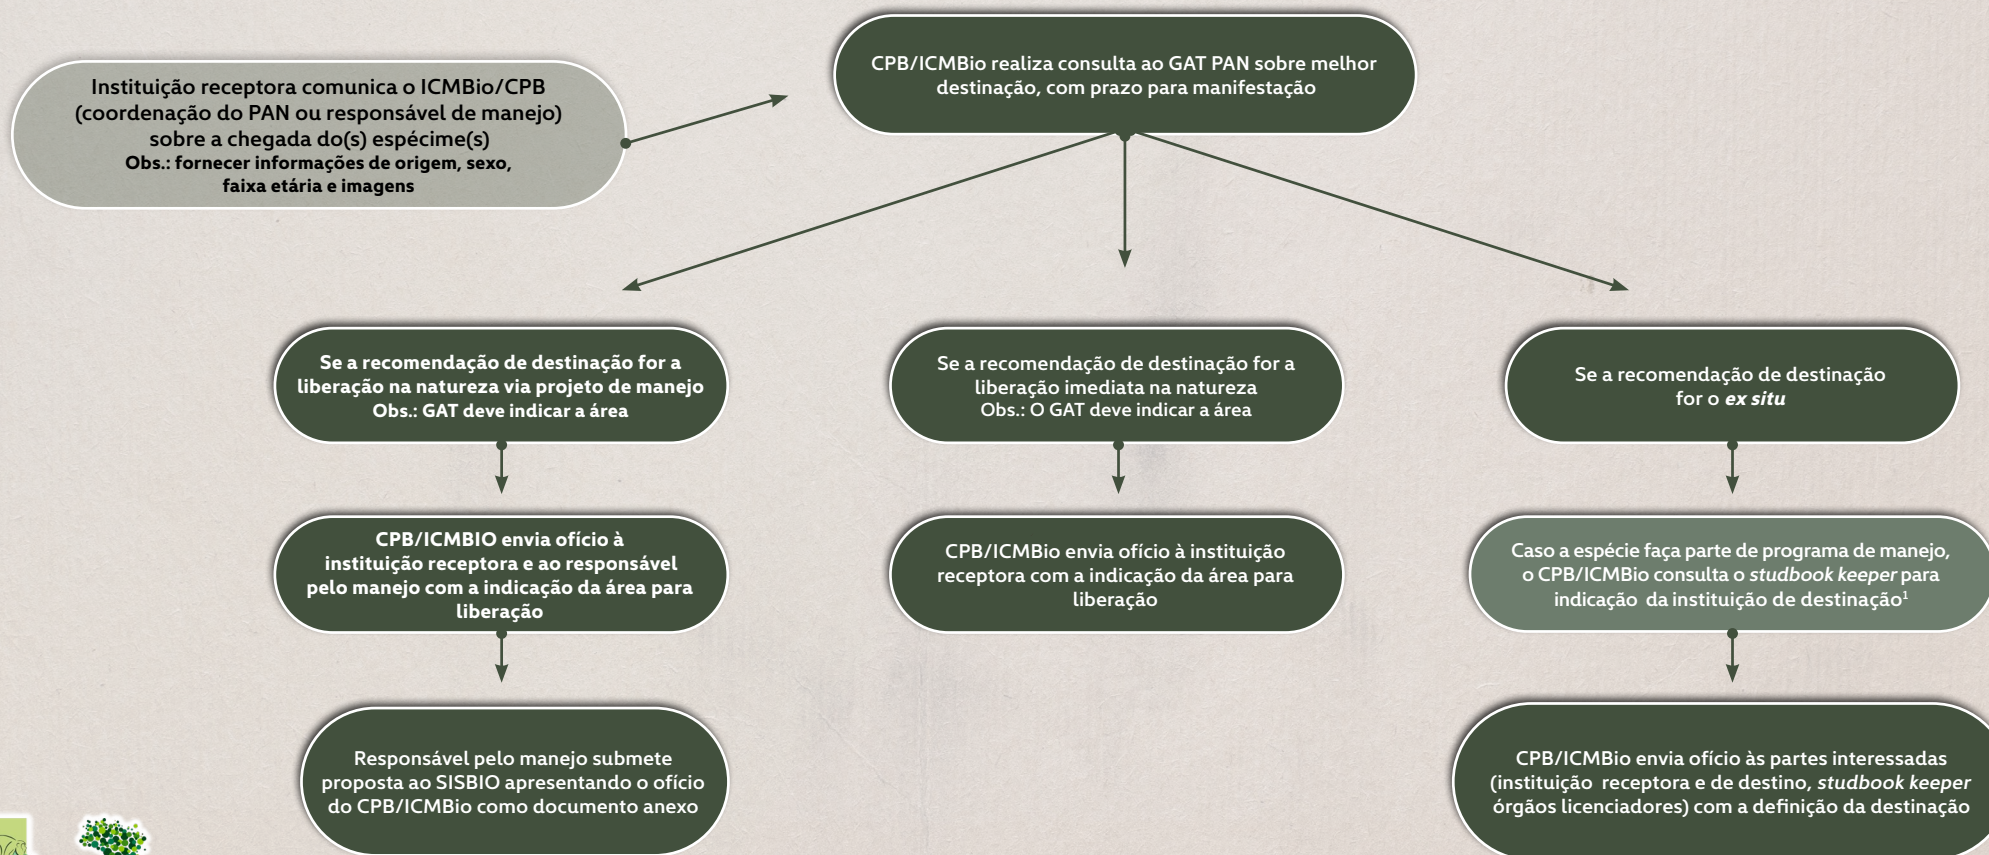 Instituição receptora comunica o ICMBio/CPB
(coordenação do PAN ou responsável de manejo)
sobre a chegada do(s) espécime(s)
Obs.: fornecer informações de origem, sexo,
faixa etária e imagens
CPB/ICMBio realiza consulta ao GAT PAN sobre melhor
destinação, com prazo para manifestação
Se a recomendação de destinação for a
liberação na natureza via projeto de manejo
Obs.: GAT deve indicar a área
CPB/ICMBIO envia ofício à
instituição receptora e ao responsável
pelo manejo com a indicação da área para
liberação
Responsável pelo manejo submete
proposta ao SISBIO apresentando o ofício
do CPB/ICMBio como documento anexo
Se a recomendação de destinação for a
liberação imediata na natureza
Obs.: O GAT deve indicar a área
CPB/ICMBio envia ofício à instituição
receptora com a indicação da área para
liberação
Se a recomendação de destinação
for o ex situ
Caso a espécie faça parte de programa de manejo,
o CPB/ICMBio consulta o studbook keeper para
indicação da instituição de destinação¹
CPB/ICMBio envia ofício às partes interessadas
(instituição receptora e de destino, studbook keeper
órgãos licenciadores) com a definição da destinação